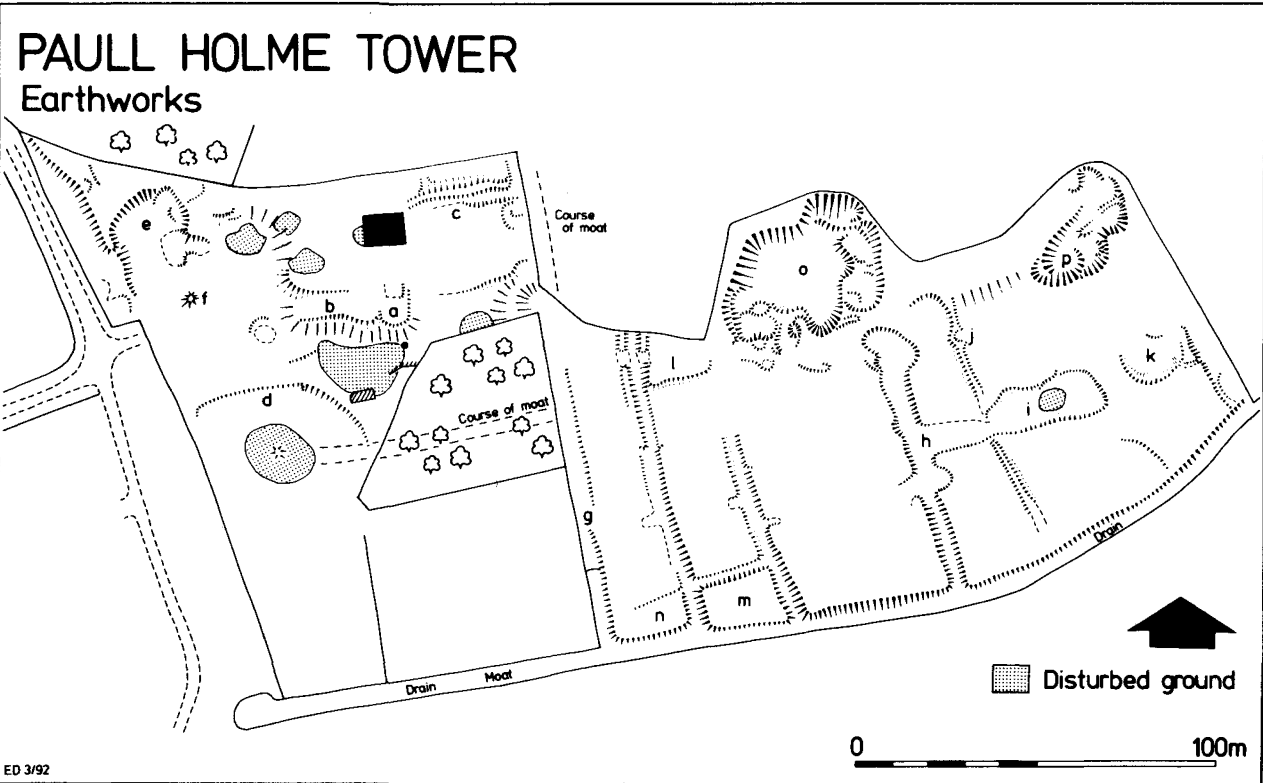 PAULL HOLME TOWER
Earthworks
e
c
Course
of moat
o
p
f
b
a
j
l
k
d
Course of moat
i
h
g
Drain
m
n
Drain Moat
Disturbed ground
0 100m
ED 3/92